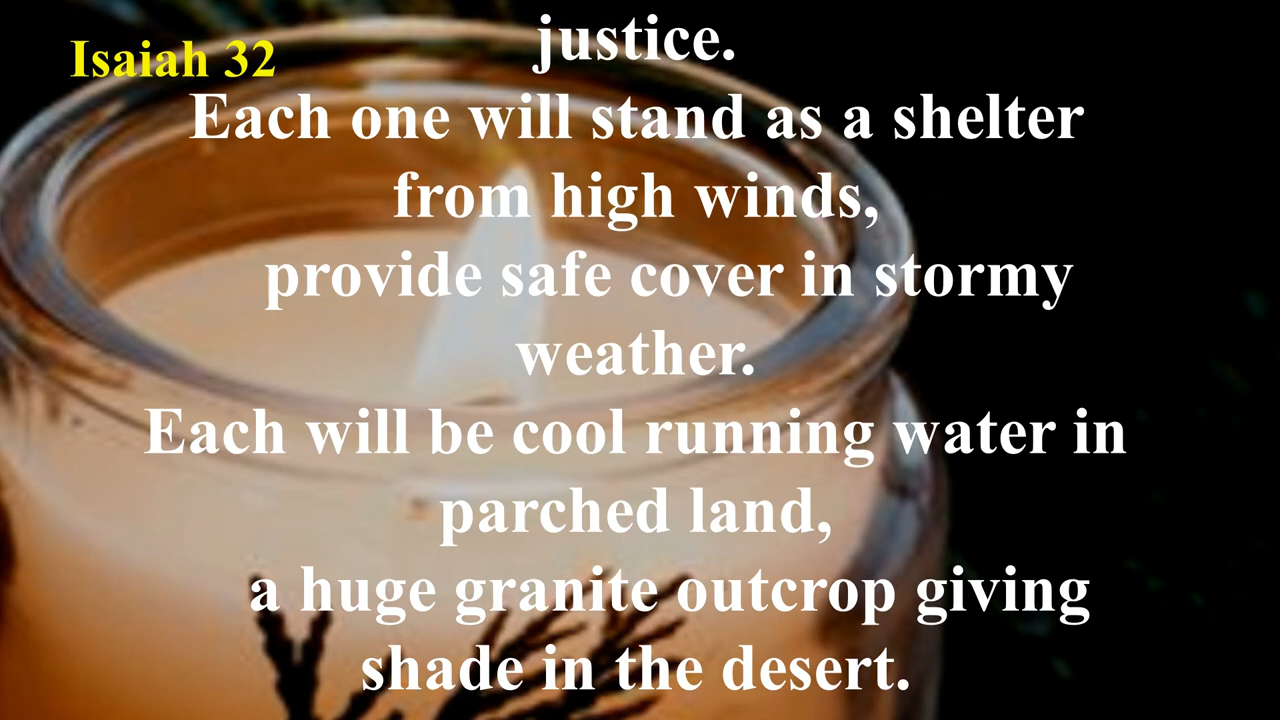 Isaiah 32
justice.
Each one will stand as a shelter
from high winds,
provide safe cover in stormy
weather.
Each will be cool running water in
parched land,
a huge granite outcrop giving
shade in the desert.